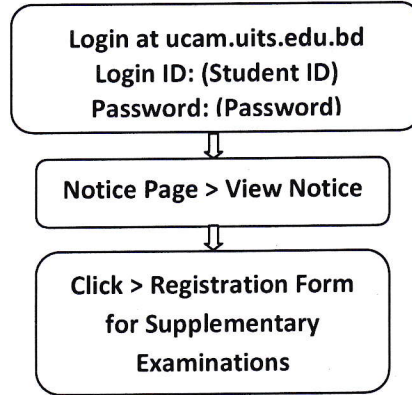 Login at ucam.uits.edu.bd
Login ID: (Student ID)
Password: (Password)
Notice Page > View Notice
Click > Registration Form
for Supplementary
Examinations